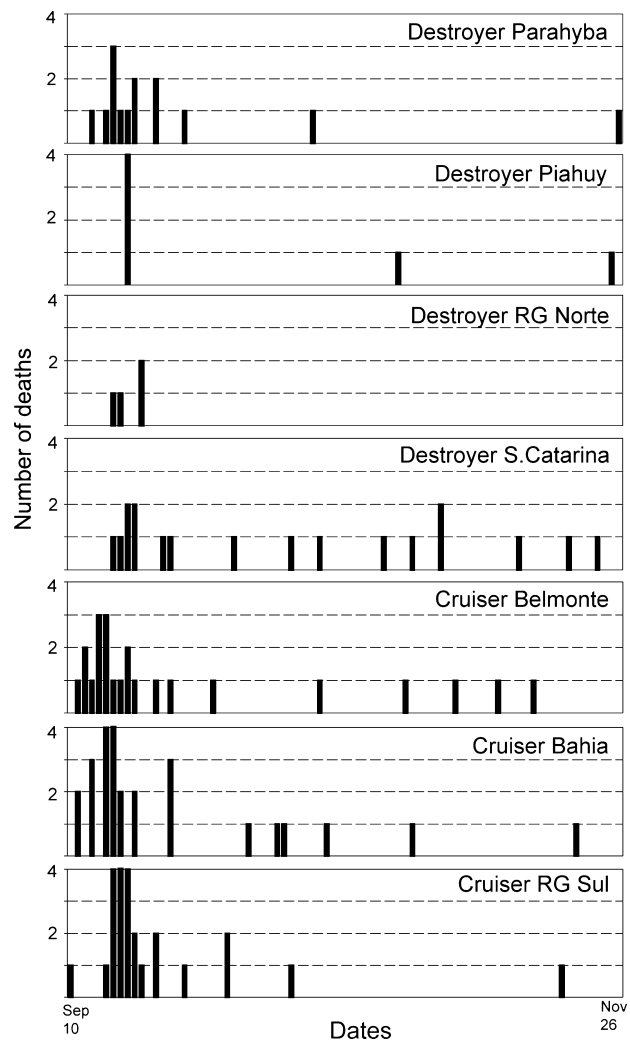 Number of deaths
4
2
Destroyer Parahyba
4
2
Destroyer Piahuy
4
2
Destroyer RG Norte
4
2
Destroyer S.Catarina
4
2
Cruiser Belmonte
4
2
Cruiser Bahia
4
2
Cruiser RG Sul
Sep
10
Nov
26
Dates